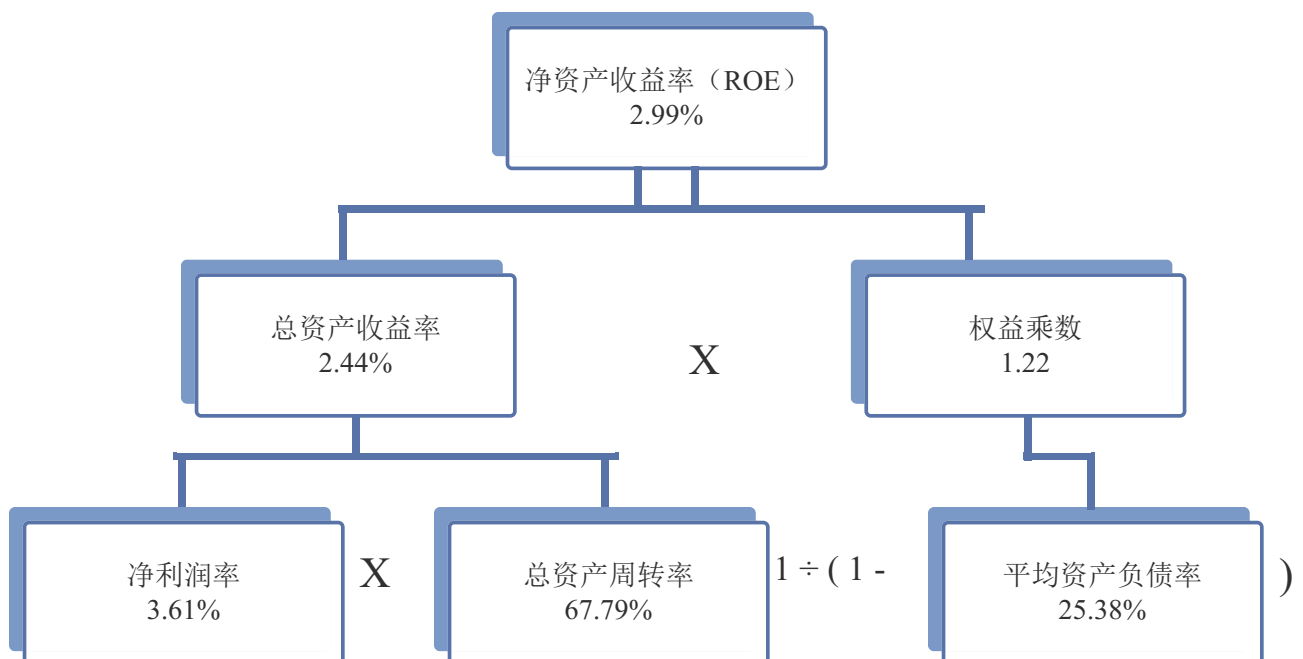 净资产收益率（ROE）
2.99%
总资产收益率
2.44%
X
权益乘数
1.22
净利润率
3.61%
X
总资产周转率
67.79%
1 ÷ ( 1 -
平均资产负债率
25.38%
)